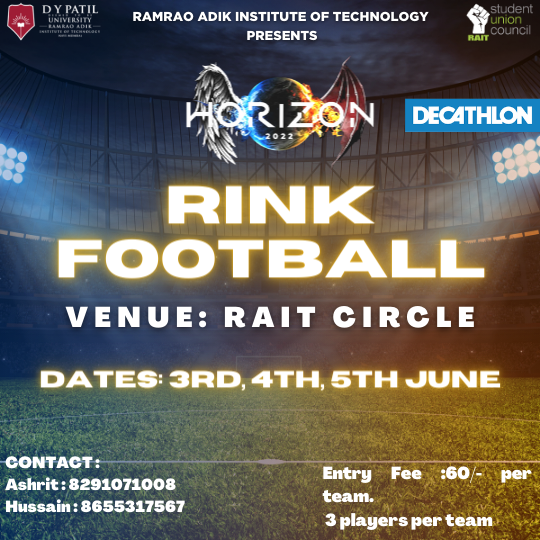 D Y PATIL
UNIVERSITY
RAMRAO ADIK
INSTITUTE OF TECHNOLOGY
RAMRAO ADIK INSTITUTE OF TECHNOLOGY
PRESENTS
RAIT
student
union
council
HORIZON
2022
DECATHLON
RINK
FOOTBALL
VENUE: RAIT CIRCLE
DATES: 3RD, 4TH, 5TH JUNE
CONTACT :
Ashrit : 8291071008
Hussain : 8655317567
Entry Fee :60/- per
team.
3 players per team